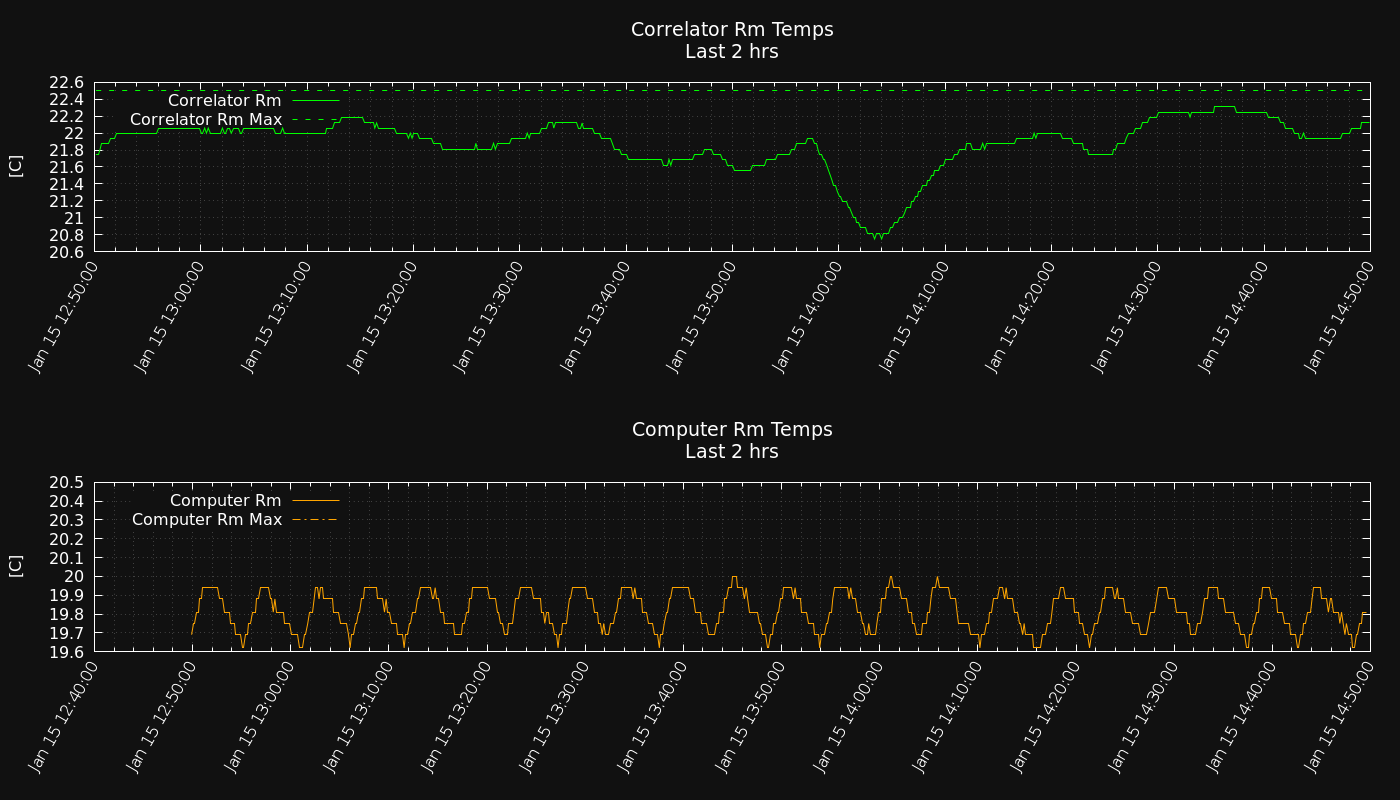 Correlator Rm Temps
Last 2 hrs
[C]
22.6
22.4
22.2
22
21.8
21.6
21.4
21.2
21
20.8
20.6
Correlator Rm
Correlator Rm Max
Jan 15 12:50:00
Jan 15 13:00:00
Jan 15 13:10:00
Jan 15 13:20:00
Jan 15 13:30:00
Jan 15 13:40:00
Jan 15 13:50:00
Jan 15 14:00:00
Jan 15 14:10:00
Jan 15 14:20:00
Jan 15 14:30:00
Jan 15 14:40:00
Jan 15 14:50:00
Computer Rm Temps
Last 2 hrs
[C]
20.5
20.4
20.3
20.2
20.1
20
19.9
19.8
19.7
19.6
Computer Rm
Computer Rm Max
Jan 15 12:40:00
Jan 15 12:50:00
Jan 15 13:00:00
Jan 15 13:10:00
Jan 15 13:20:00
Jan 15 13:30:00
Jan 15 13:40:00
Jan 15 13:50:00
Jan 15 14:00:00
Jan 15 14:10:00
Jan 15 14:20:00
Jan 15 14:30:00
Jan 15 14:40:00
Jan 15 14:50:00